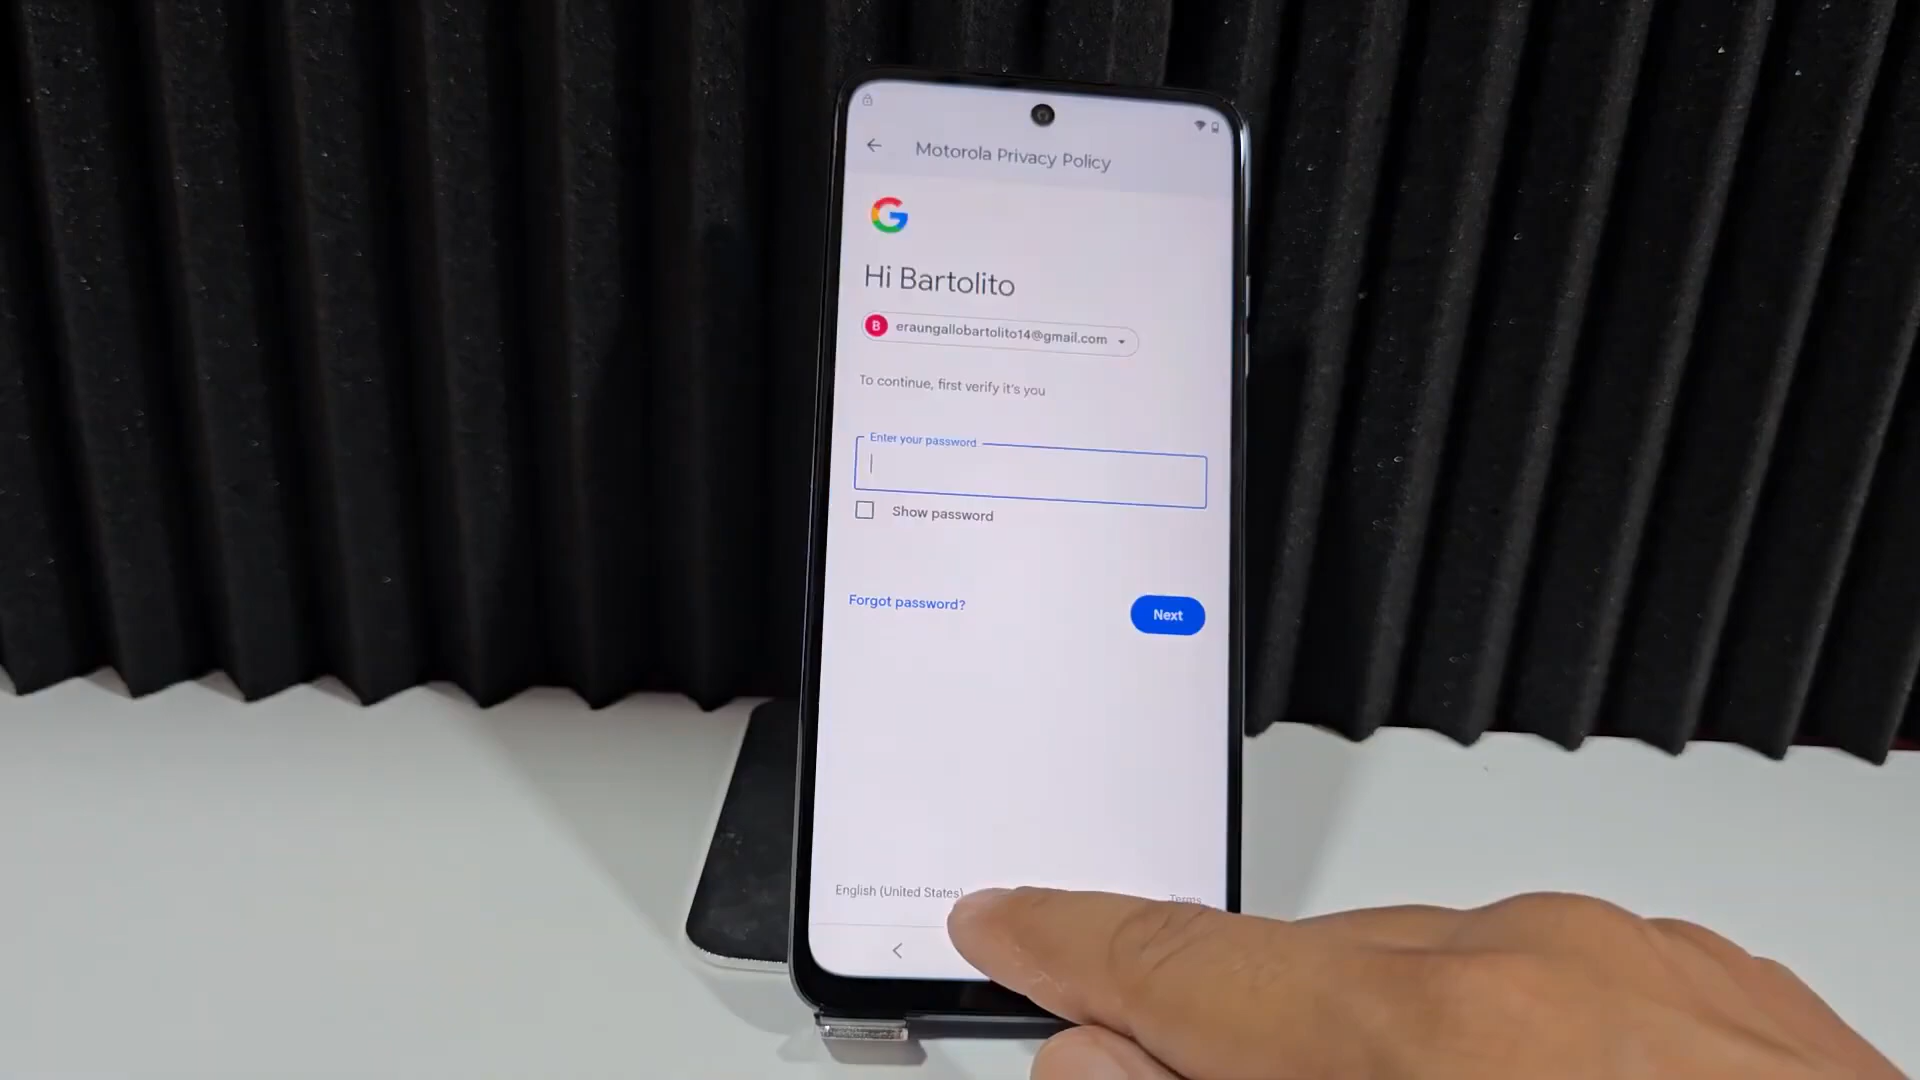 Motorola Privacy Policy
Hi Bartolito
B eraungallobartolito14@gmail.com
To continue, first verify it's you
Enter your password
Show password
Forgot password?
Next
English (United States)
Terms